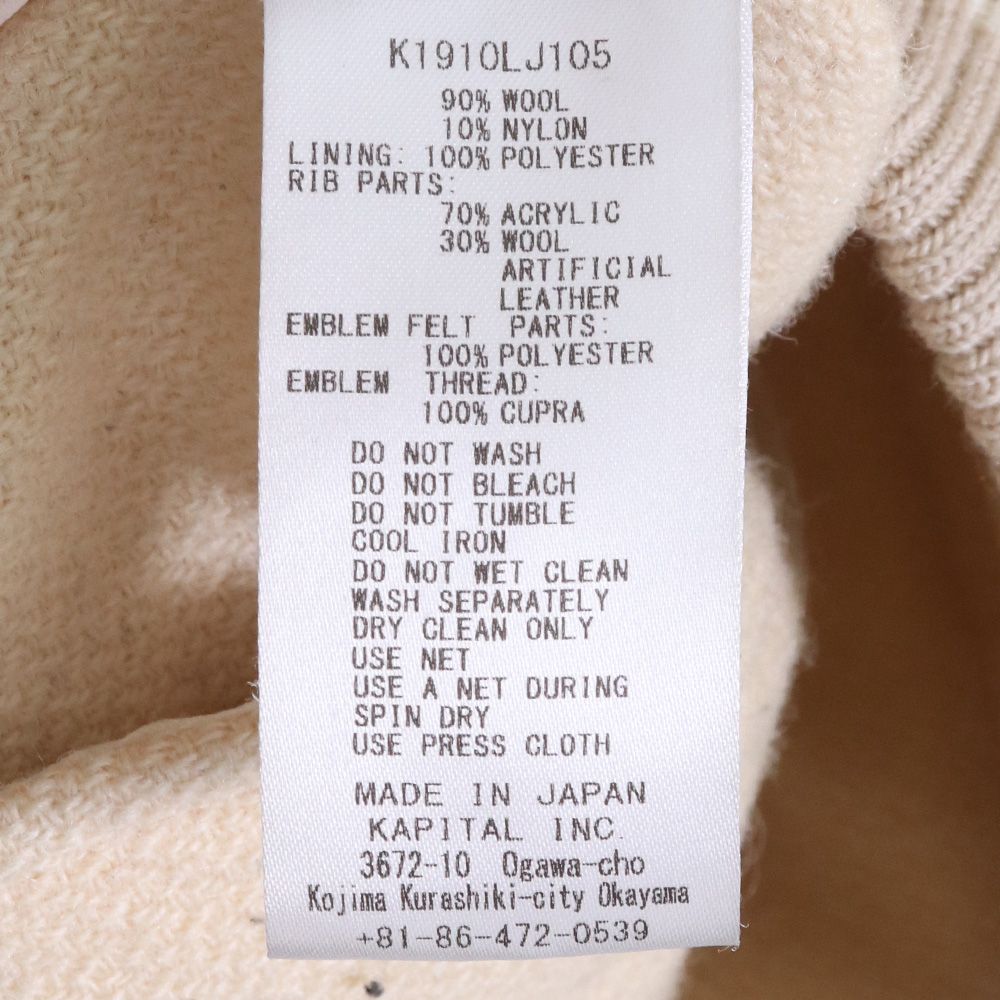 K1910LJ105
90% WOOL
10% NYLON
LINING: 100% POLYESTER
RIB PARTS:
70% ACRYLIC
30% WOOL
ARTIFICIAL
LEATHER
EMBLEM FELT PARTS:
100% POLYESTER
EMBLEM THREAD:
100% CUPRA
DO NOT WASH
DO NOT BLEACH
DO NOT TUMBLE
COOL IRON
DO NOT WET CLEAN
WASH SEPARATELY
DRY CLEAN ONLY
USE NET
USE A NET DURING
SPIN DRY
USE PRESS CLOTH
MADE IN JAPAN
KAPITAL INC.
3672-10 Ogawa-cho
Kojima Kurashiki-city Okayama
+81-86-472-0539